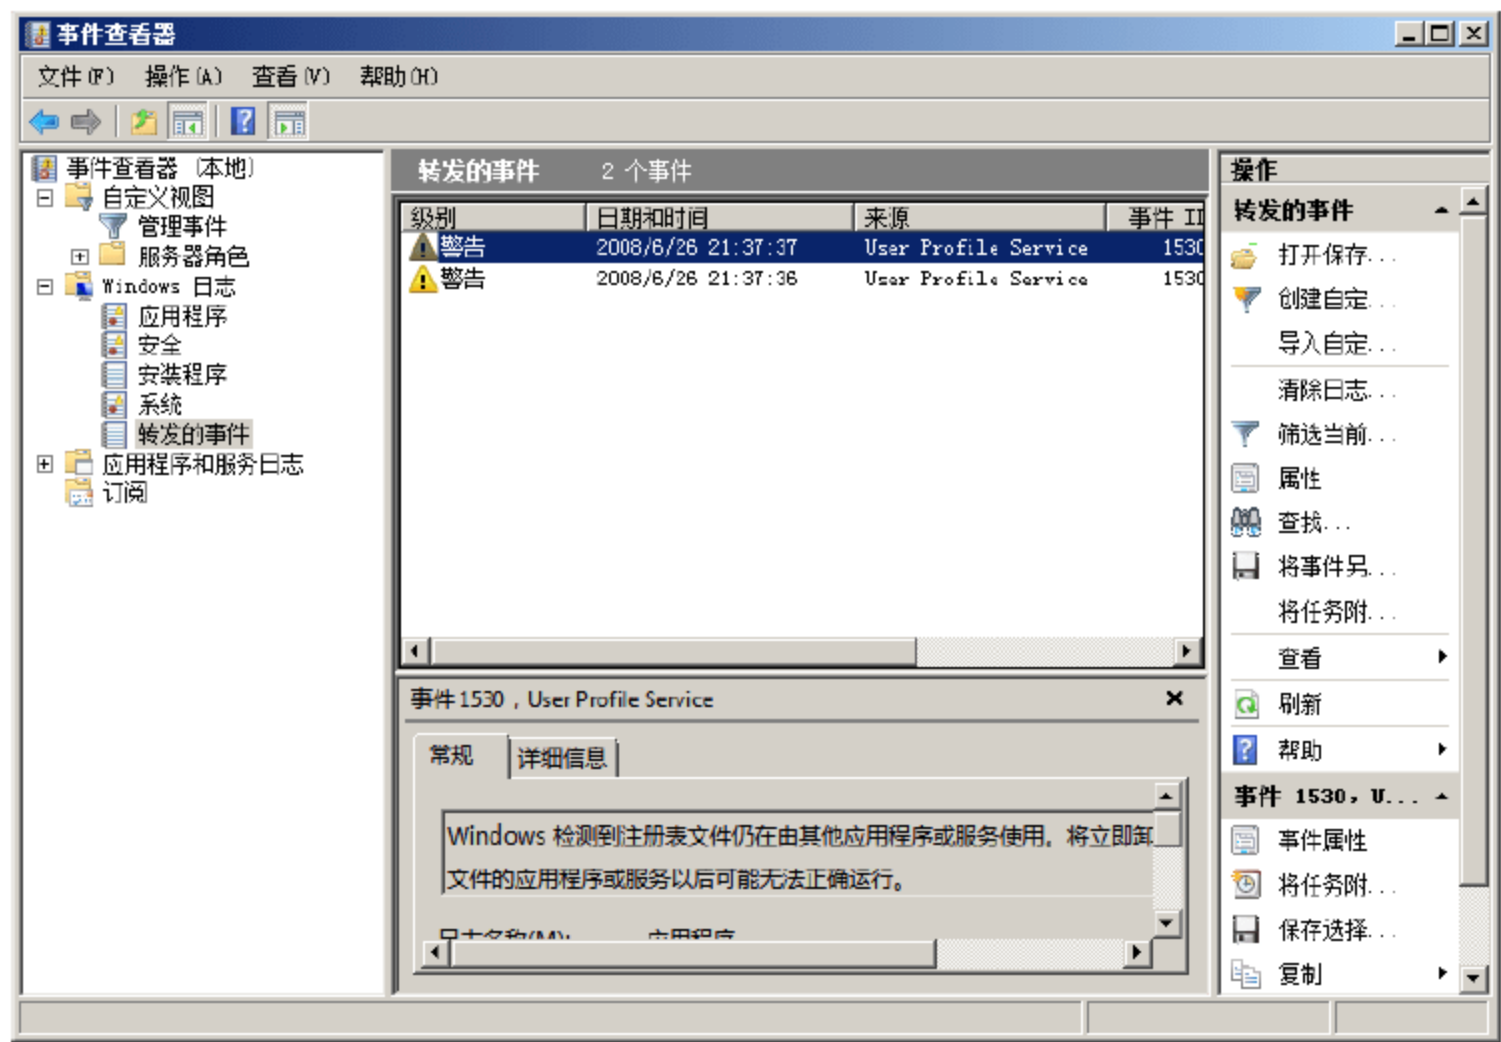 事件查看器
文件(F) 操作(A) 查看(V) 帮助(H)
事件查看器 (本地)
自定义视图
管理事件
服务器角色
Windows 日志
应用程序
安全
安装程序
系统
转发的事件
应用程序和服务日志
订阅
转发的事件 2 个事件
级别 日期和时间 来源 事件 ID
警告 2008/6/26 21:37:37 User Profile Service 1530
警告 2008/6/26 21:37:36 User Profile Service 1530
事件 1530，User Profile Service
常规 详细信息
Windows 检测到注册表文件仍在由其他应用程序或服务使用。将立即卸
文件的应用程序或服务以后可能无法正确运行。
日志名称(M): 应用程序
操作
转发的事件
打开保存...
创建自定...
导入自定...
清除日志...
筛选当前...
属性
查找...
将事件另...
将任务附...
查看
刷新
帮助
事件 1530，U...
事件属性
将任务附...
保存选择...
复制